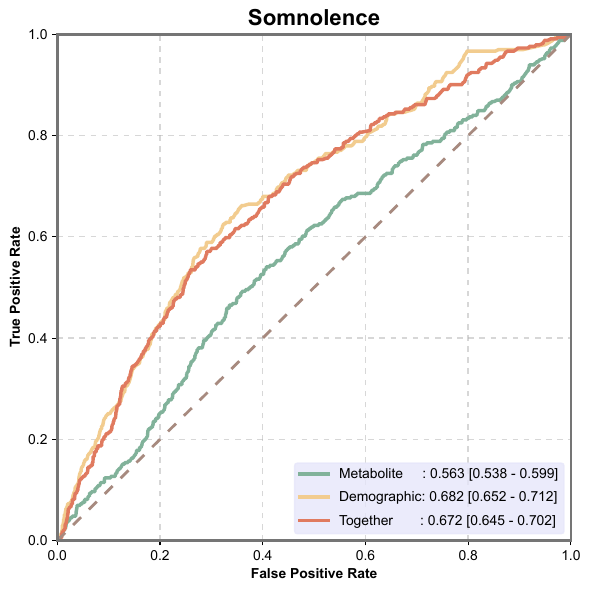 Somnolence
True Positive Rate
1.0
0.8
0.6
0.4
0.2
0.0
Metabolite : 0.563 [0.538 - 0.599]
Demographic: 0.682 [0.652 - 0.712]
Together : 0.672 [0.645 - 0.702]
0.0 0.2 0.4 0.6 0.8 1.0
False Positive Rate